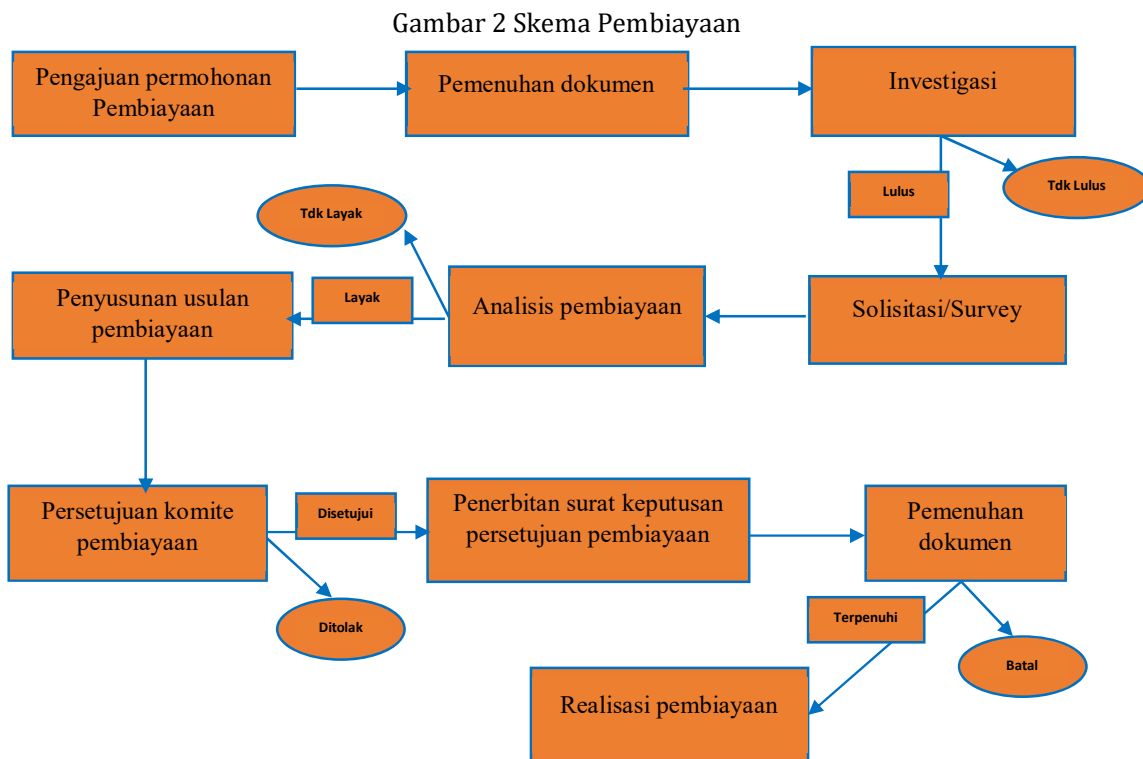 Gambar 2 Skema Pembiayaan
Pengajuan permohonan
Pembiayaan
Pemenuhan dokumen
Investigasi
Lulus
Tdk Lulus
Solisitasi/Survey
Analisis pembiayaan
Tdk Layak
Layak
Penyusunan usulan
pembiayaan
Persetujuan komite
pembiayaan
Disetujui
Ditolak
Penerbitan surat keputusan
persetujuan pembiayaan
Pemenuhan
dokumen
Terpenuhi
Batal
Realisasi pembiayaan